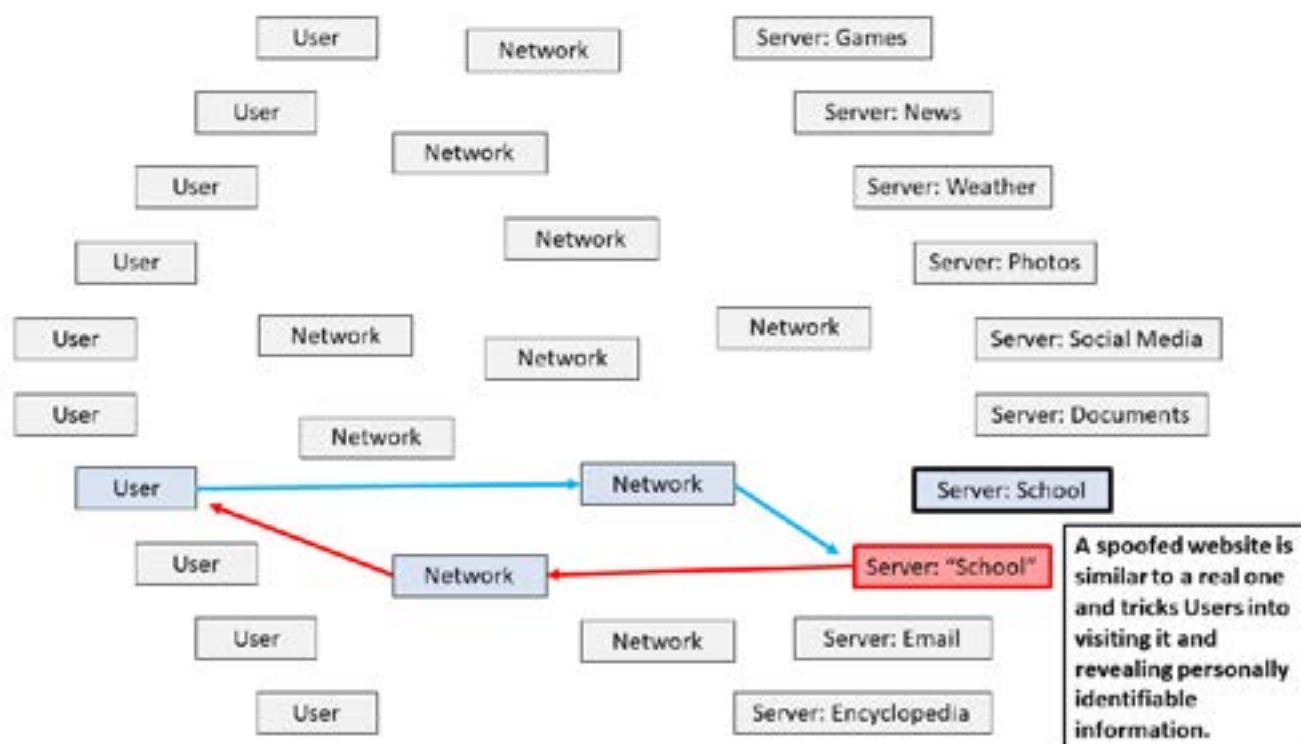 User
Network
Server: Games
User
Server: News
Network
User
Server: Weather
Network
User
Server: Photos
Network
User
Network
Server: Social Media
Network
User
Server: Documents
Network
User
Network
Server: School
User
Network
Server: “School”
A spoofed website is
similar to a real one
and tricks Users into
visiting it and
revealing personally
identifiable
information.
User
Network
Server: Email
User
Server: Encyclopedia